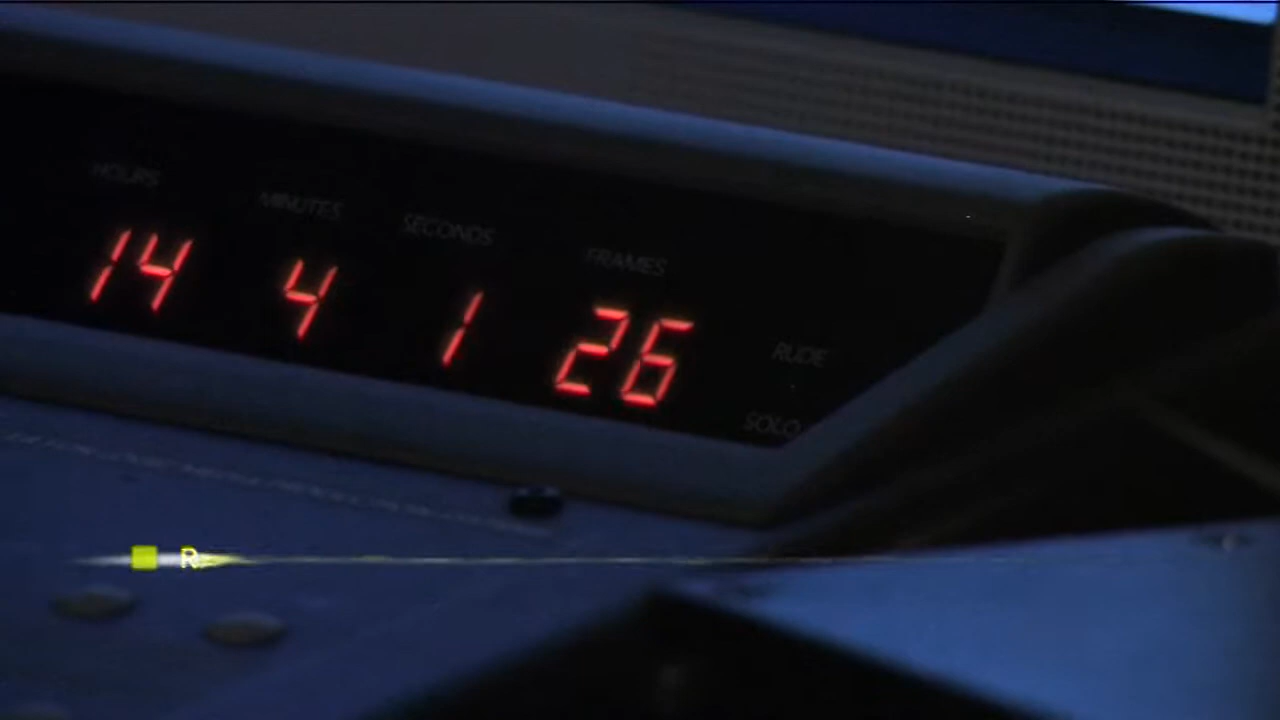 HOURS MINUTES SECONDS FRAMES
14 4 1 26
RUDE
SOLO
R